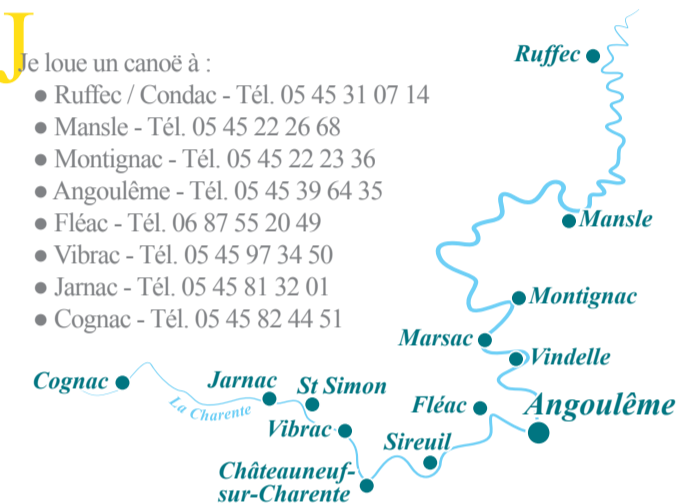 Je loue un canoë à :
● Ruffec / Condac - Tél. 05 45 31 07 14
● Mansle - Tél. 05 45 22 26 68
● Montignac - Tél. 05 45 22 23 36
● Angoulême - Tél. 05 45 39 64 35
● Fléac - Tél. 06 87 55 20 49
● Vibrac - Tél. 05 45 97 34 50
● Jarnac - Tél. 05 45 81 32 01
● Cognac - Tél. 05 45 82 44 51
Ruffec
Mansle
Montignac
Marsac
Vindelle
Angoulême
Fléac
Sireuil
Châteauneuf-
sur-Charente
Vibrac
St Simon
Jarnac
La Charente
Cognac